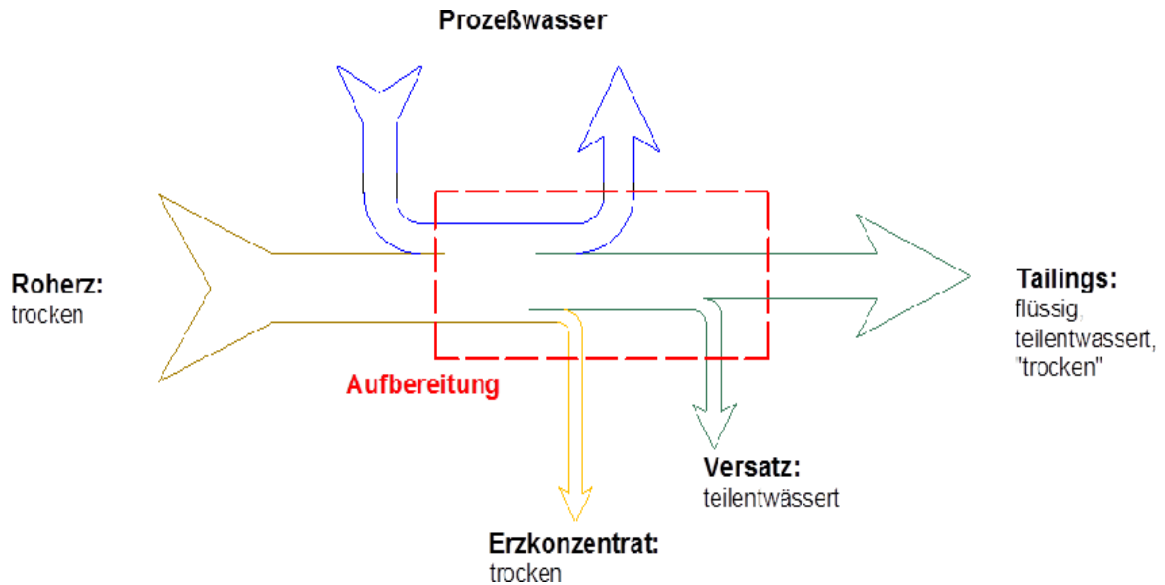 Prozeßwasser
Roherz:
trocken
Tailings:
flüssig,
teilentwassert,
"trocken"
Aufbereitung
Versatz:
teilentwässert
Erzkonzentrat:
trocken